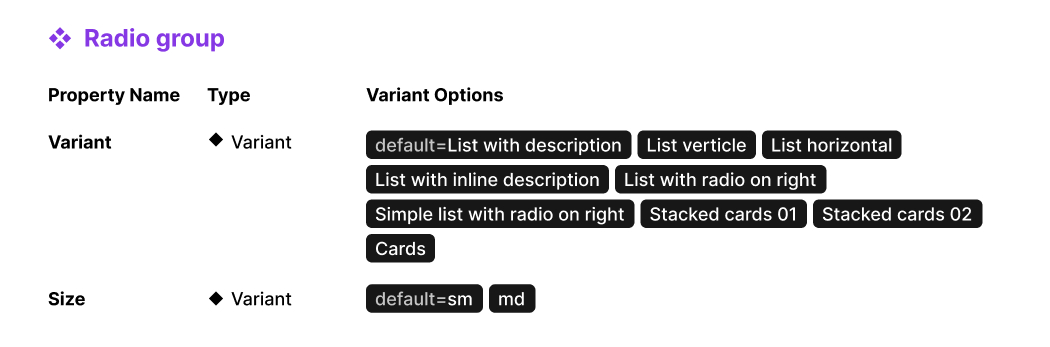 Radio group
Property Name Type Variant Options
Variant Variant default=List with description List verticle List horizontal
List with inline description List with radio on right
Simple list with radio on right Stacked cards 01 Stacked cards 02
Cards
Size Variant default=sm md